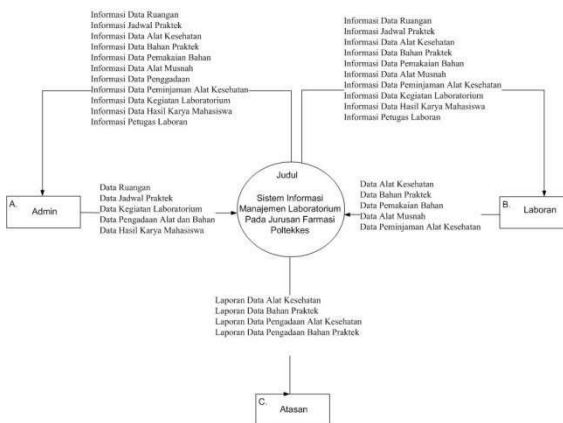 Informasi Data Ruangan
Informasi Jadwal Praktek
Informasi Data Alat Kesehatan
Informasi Data Bahan Praktek
Informasi Data Pemakaian Bahan
Informasi Data Alat Musnah
Informasi Data Penggadaan
Informasi Data Peminjaman Alat Kesehatan
Informasi Data Kegiatan Laboratorium
Informasi Data Hasil Karya Mahasiswa
Informasi Petugas Laboran
Informasi Data Ruangan
Informasi Jadwal Praktek
Informasi Data Alat Kesehatan
Informasi Data Bahan Praktek
Informasi Data Pemakaian Bahan
Informasi Data Alat Musnah
Informasi Data Peminjaman Alat Kesehatan
Informasi Data Kegiatan Laboratorium
Informasi Data Hasil Karya Mahasiswa
Informasi Petugas Laboran
A.
Admin
Data Ruangan
Data Jadwal Praktek
Data Kegiatan Laboratorium
Data Pengadaan Alat dan Bahan
Data Hasil Karya Mahasiswa
Judul
Sistem Informasi
Manajemen Laboratorium
Pada Jurusan Farmasi
Poltekkes
Data Alat Kesehatan
Data Bahan Praktek
Data Pemakaian Bahan
Data Alat Musnah
Data Peminjaman Alat Kesehatan
B.
Laboran
Laporan Data Alat Kesehatan
Laporan Data Bahan Praktek
Laporan Data Pengadaan Alat Kesehatan
Laporan Data Pengadaan Bahan Praktek
C.
Atasan